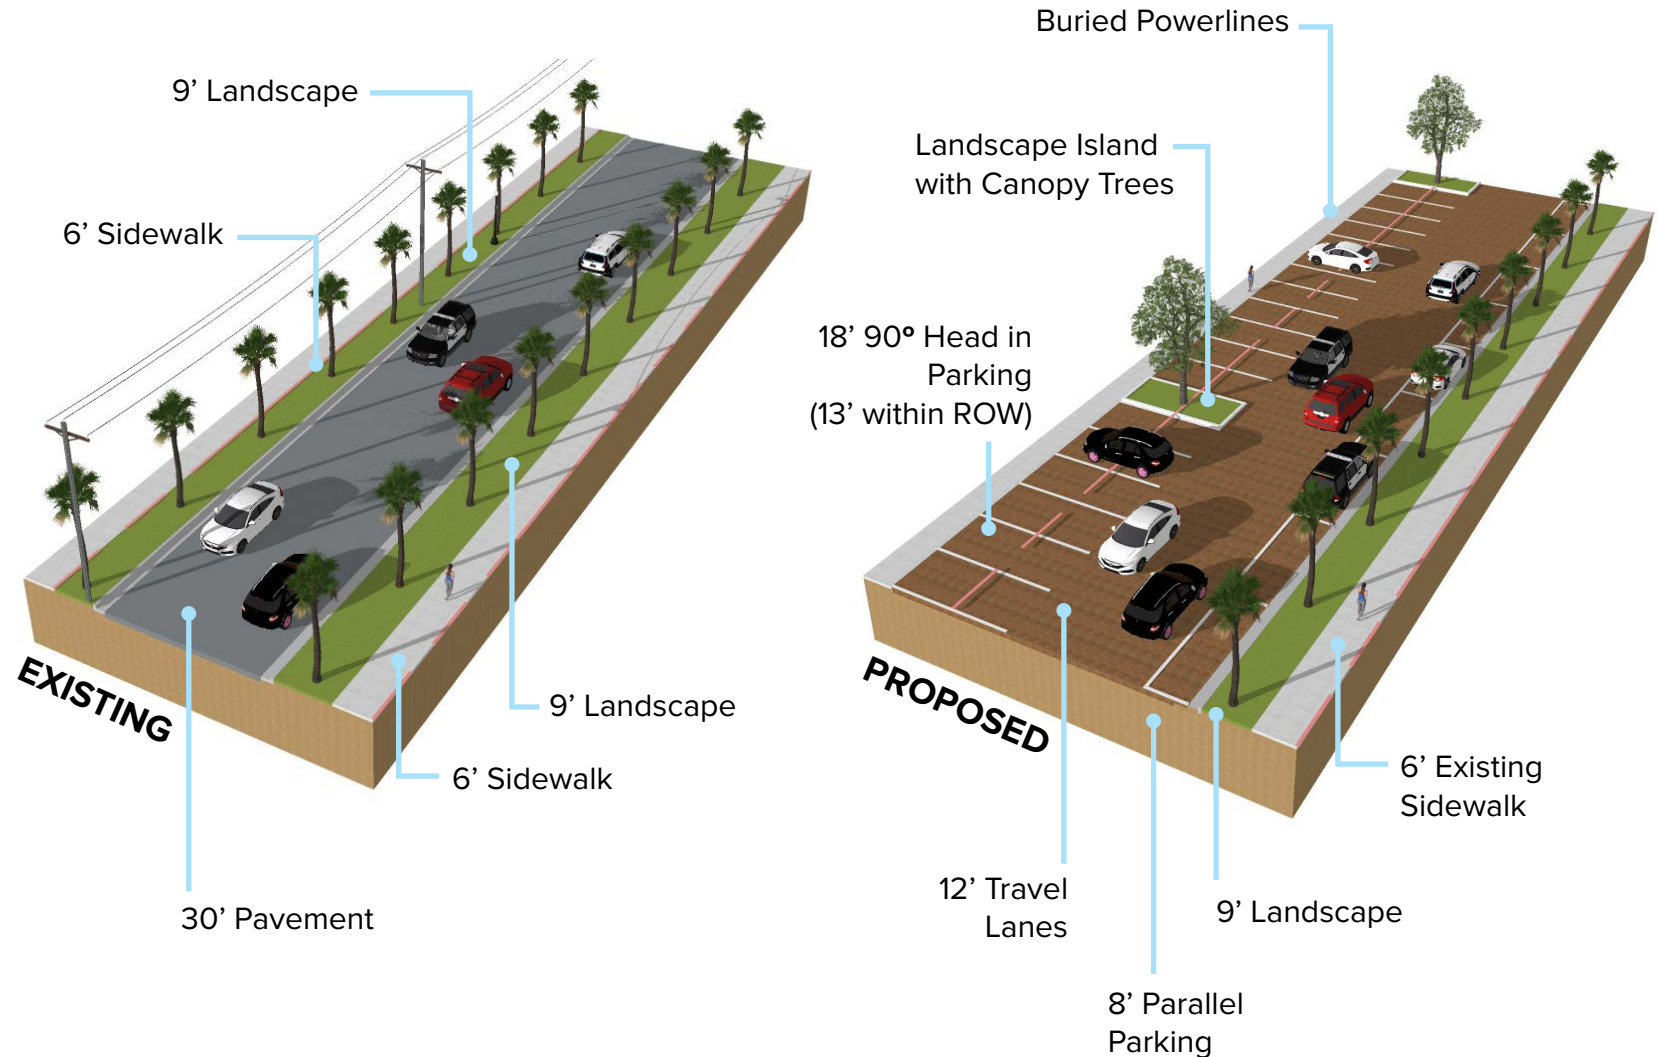 9’ Landscape
6’ Sidewalk
9’ Landscape
6’ Sidewalk
30’ Pavement
EXISTING
Buried Powerlines
Landscape Island
with Canopy Trees
18’ 90° Head in
Parking
(13’ within ROW)
PROPOSED
6’ Existing
Sidewalk
12’ Travel
Lanes
9’ Landscape
8’ Parallel
Parking